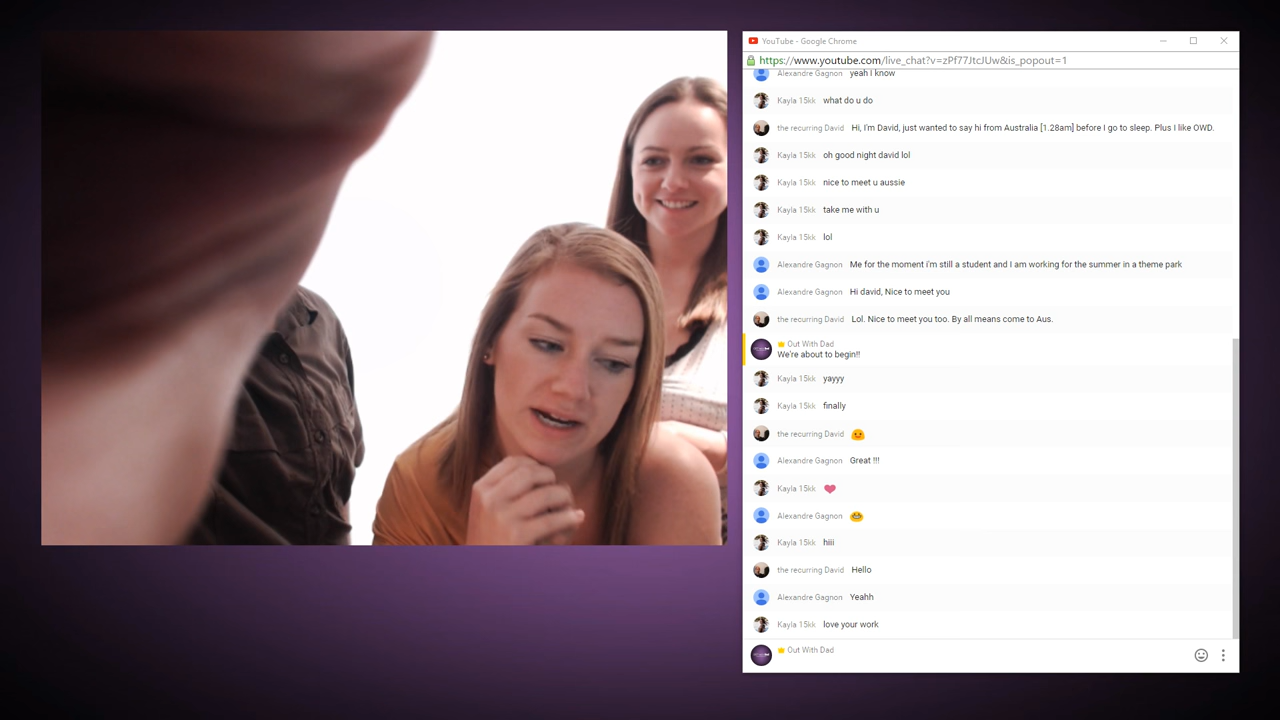 YouTube - Google Chrome
https://www.youtube.com/live_chat?v=zPf77JtcJUw&is_popout=1
Alexandre Gagnon yeah I know
Kayla 15kk what do u do
the recurring David Hi, I'm David, just wanted to say hi from Australia [1.28am] before I go to sleep. Plus I like OWD.
Kayla 15kk oh good night david lol
Kayla 15kk nice to meet u aussie
Kayla 15kk take me with u
Kayla 15kk lol
Alexandre Gagnon Me for the moment i'm still a student and I am working for the summer in a theme park
Alexandre Gagnon Hi david, Nice to meet you
the recurring David Lol. Nice to meet you too. By all means come to Aus.
Out With Dad
We're about to begin!!
Kayla 15kk yayyy
Kayla 15kk finally
the recurring David
Alexandre Gagnon Great !!!
Kayla 15kk
Alexandre Gagnon
Kayla 15kk hiii
the recurring David Hello
Alexandre Gagnon Yeahh
Kayla 15kk love your work
Out With Dad